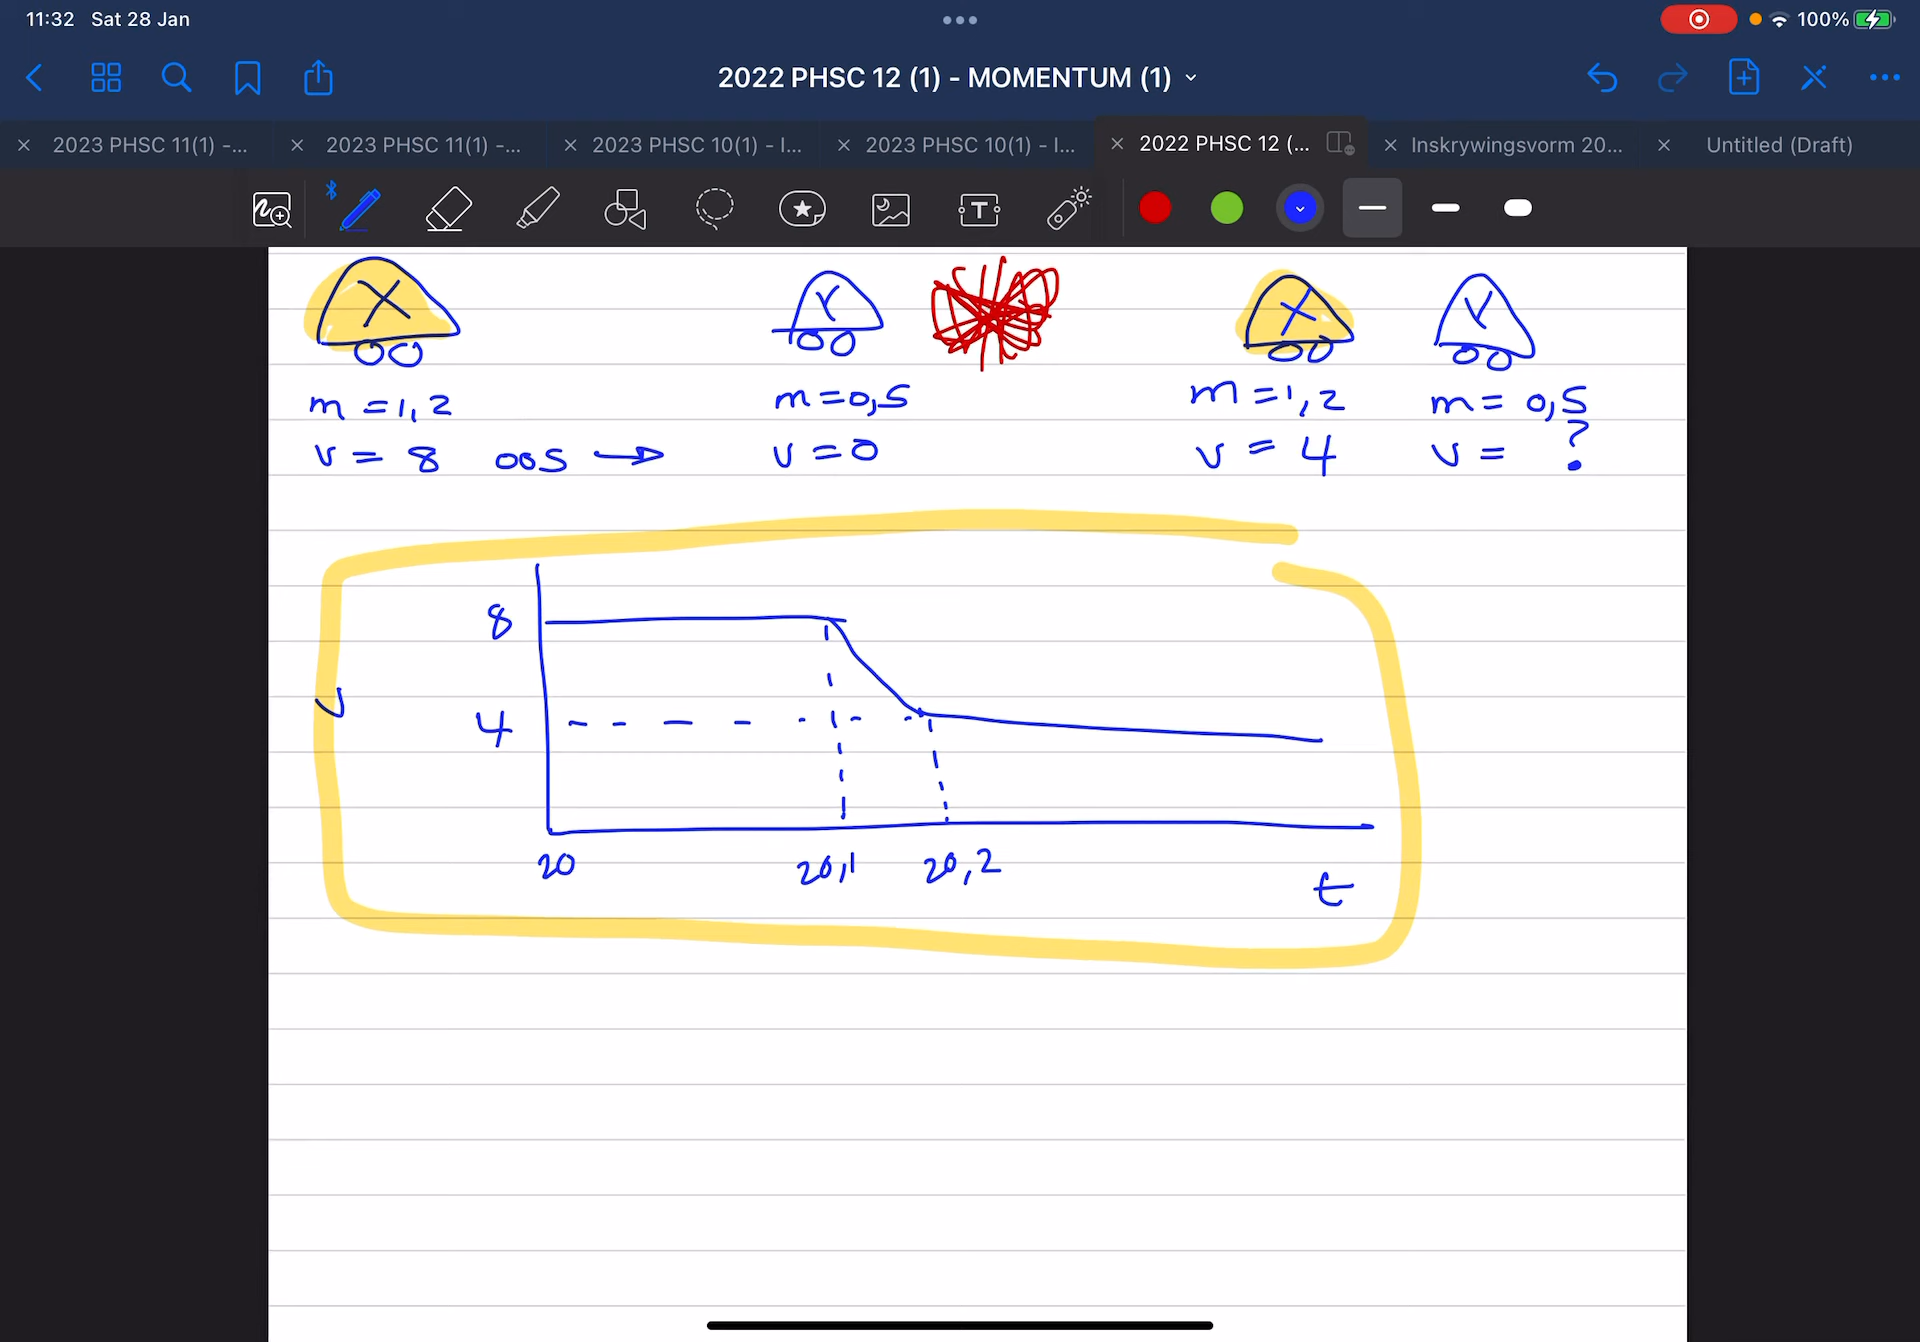 11:32 Sat 28 Jan
100%
2022 PHSC 12 (1) - MOMENTUM (1)
2023 PHSC 11(1) -...
2023 PHSC 11(1) -...
2023 PHSC 10(1) - I...
2023 PHSC 10(1) - I...
2022 PHSC 12 (...
Inskrywingsvorm 20...
Untitled (Draft)
T
X Y X Y
m = 1,2 m = 0,5 m = 1,2 m = 0,5
v = 8 oos → v = 0 v = 4 v = ?
8
v
4
20 20,1 20,2 t